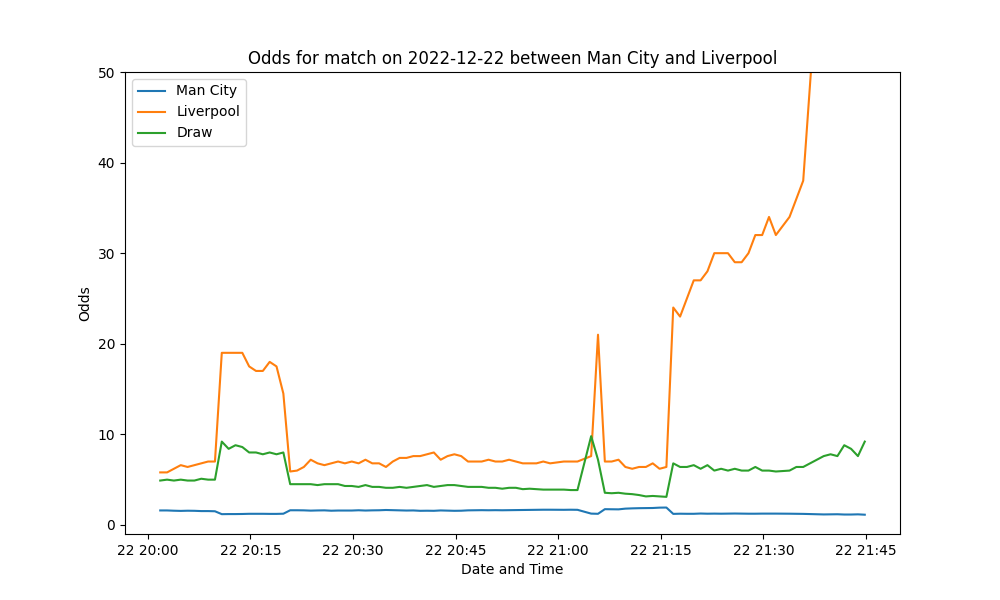 Odds for match on 2022-12-22 between Man City and Liverpool
Man City
Liverpool
Draw
50
40
30
20
10
0
Odds
22 20:00 22 20:15 22 20:30 22 20:45 22 21:00 22 21:15 22 21:30 22 21:45
Date and Time